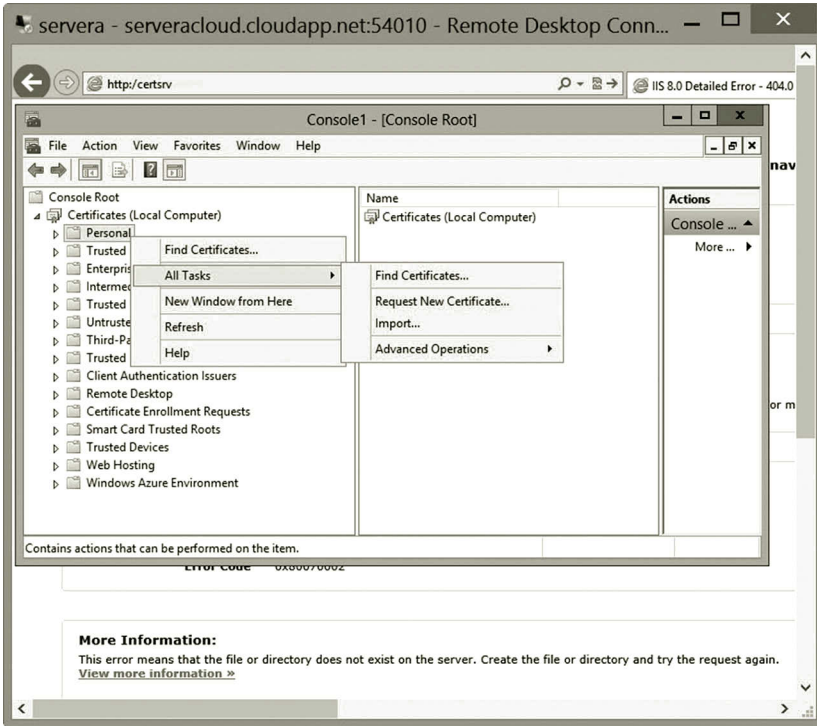 servera - serveracloud.cloudapp.net:54010 - Remote Desktop Conn...
http:/certsrv
IIS 8.0 Detailed Error - 404.0
Console1 - [Console Root]
File Action View Favorites Window Help
Console Root
Certificates (Local Computer)
Personal
Trusted
Enterpris
Intermed
Trusted
Untruste
Third-Pa
Trusted
Client Authentication Issuers
Remote Desktop
Certificate Enrollment Requests
Smart Card Trusted Roots
Trusted Devices
Web Hosting
Windows Azure Environment
Find Certificates...
All Tasks
New Window from Here
Refresh
Help
Find Certificates...
Request New Certificate...
Import...
Advanced Operations
Name
Certificates (Local Computer)
Actions
Console ...
More ...
nav
or m
Contains actions that can be performed on the item.
Error Code 0x80070002
More Information:
This error means that the file or directory does not exist on the server. Create the file or directory and try the request again.
View more information »